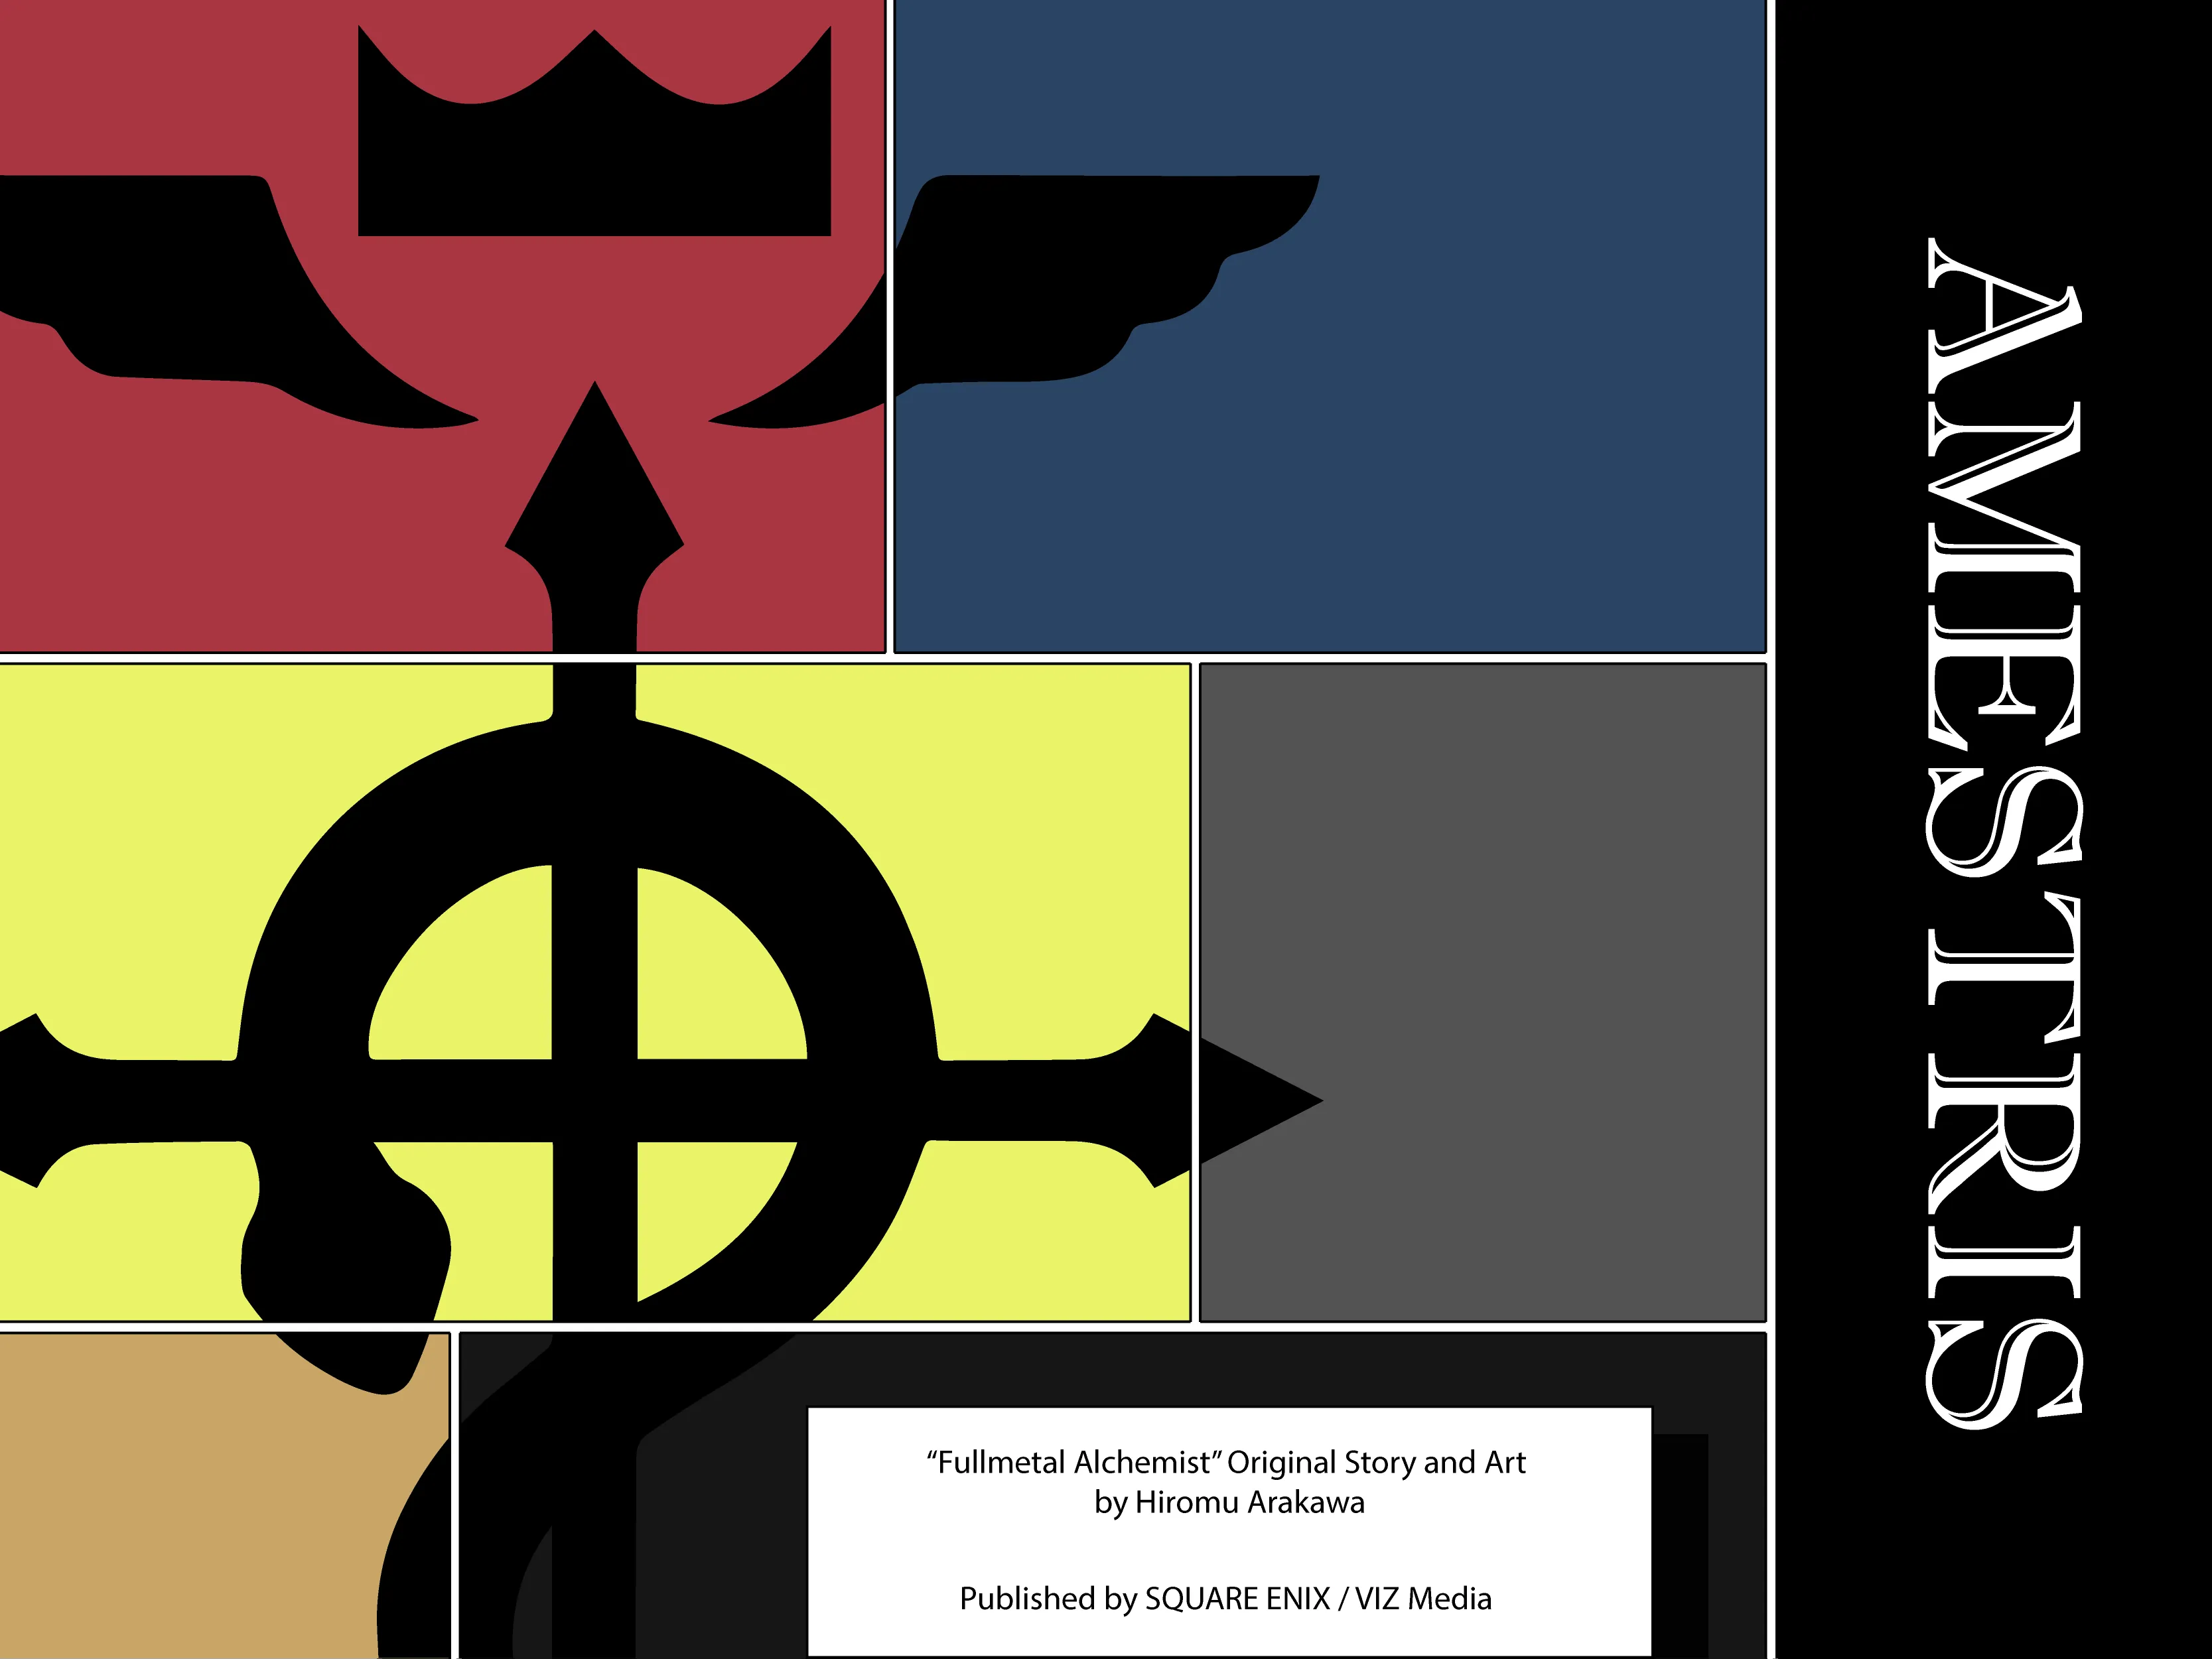 AMESTRIS
“Fullmetal Alchemist” Original Story and Art
by Hiromu Arakawa
Published by SQUARE ENIX / VIZ Media